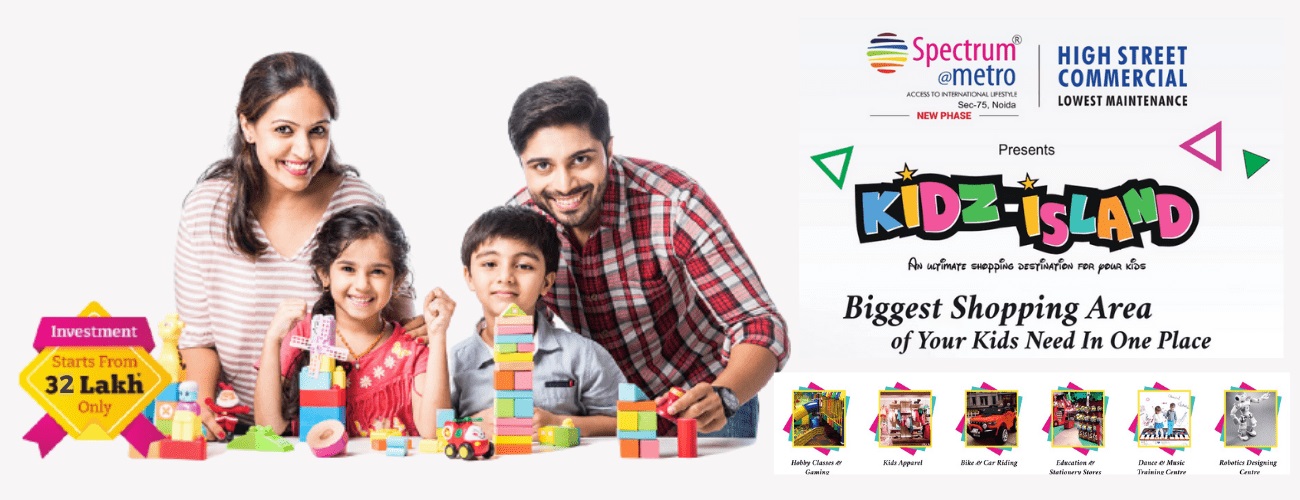 Spectrum®
@metro
ACCESS TO INTERNATIONAL LIFESTYLE
Sec-75, Noida
NEW PHASE
HIGH STREET
COMMERCIAL
LOWEST MAINTENANCE
Presents
KIDZ-ISLAND
AN ULTIMATE SHOPPING DESTINATION FOR YOUR KIDS
Biggest Shopping Area
of Your Kids Need In One Place
Investment
Starts From
32 Lakh*
Only
Hobby Classes &
Gaming
Kids Apparel
Bike & Car Riding
Education &
Stationery Stores
Dance & Music
Training Centre
Robotics Designing
Centre